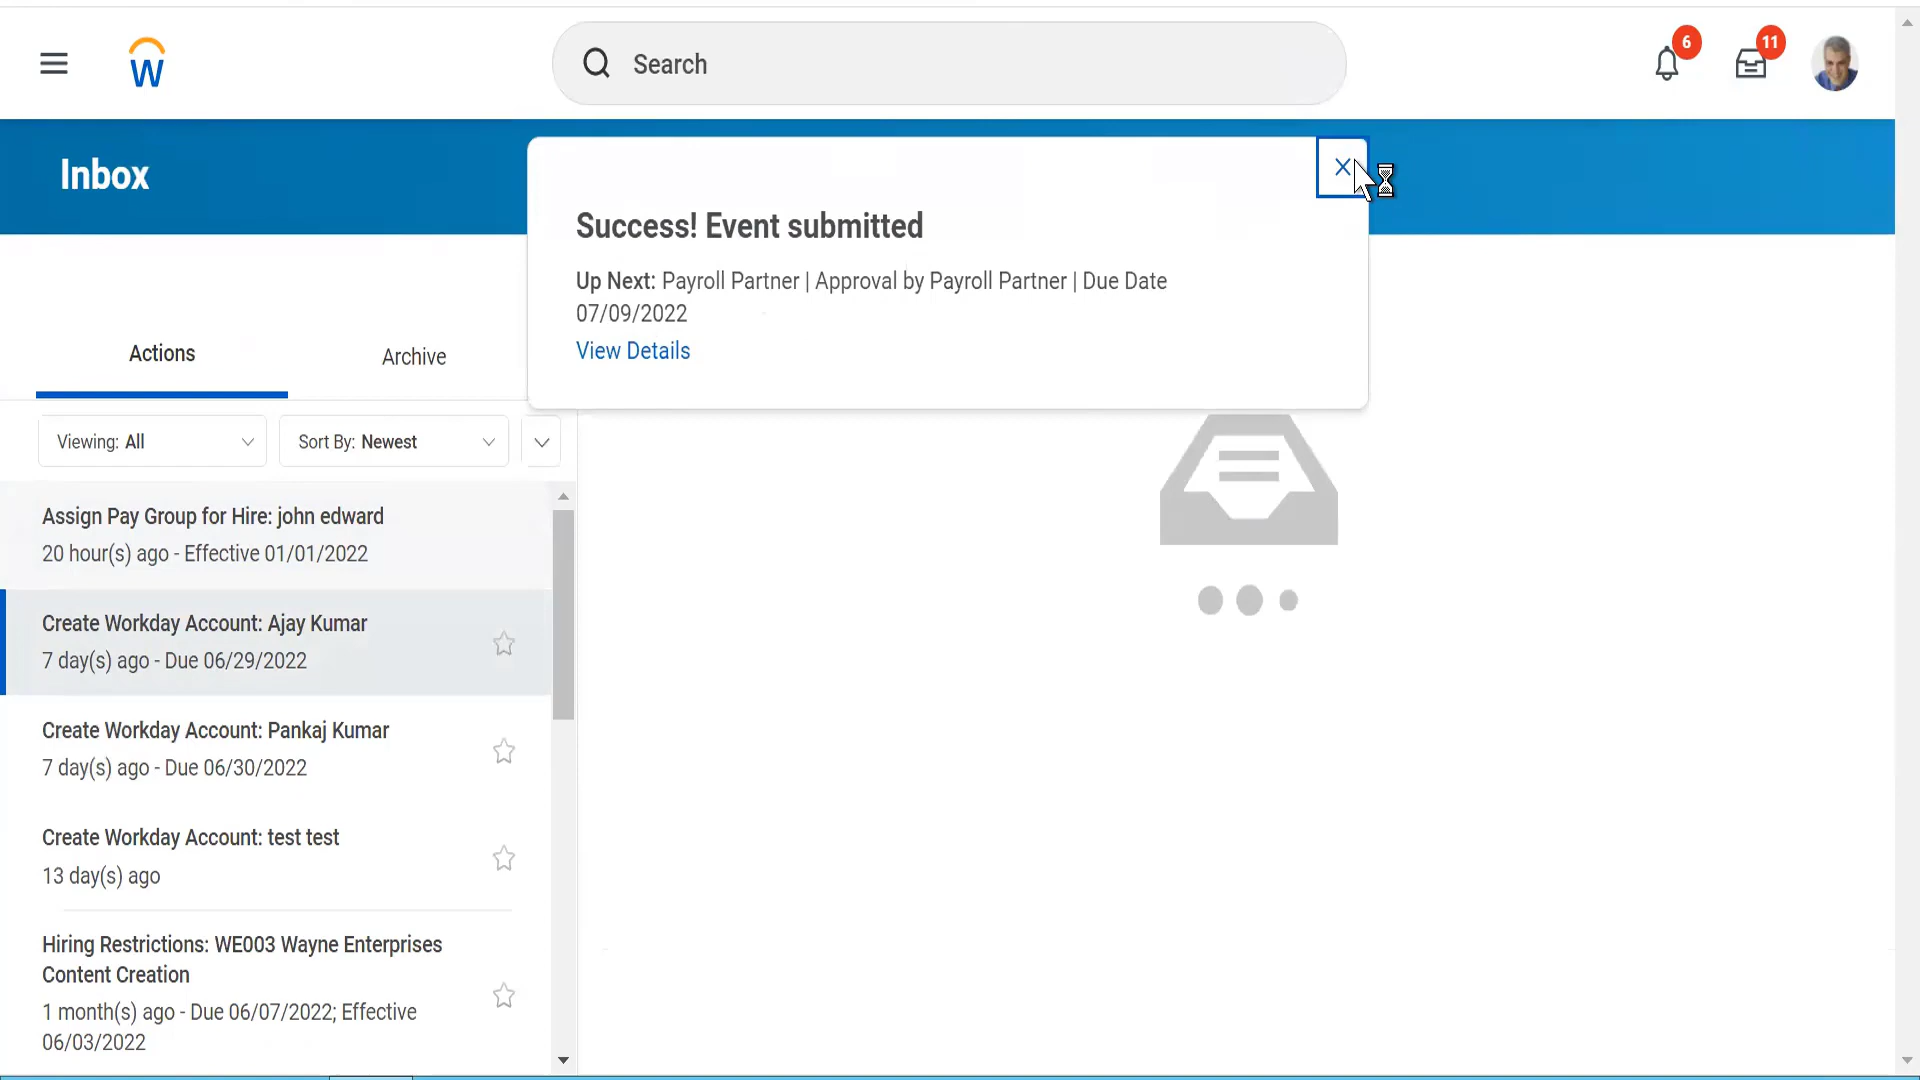 W
Search
6
11
Inbox
Success! Event submitted
Up Next: Payroll Partner | Approval by Payroll Partner | Due Date
07/09/2022
View Details
Actions
Archive
Viewing: All
Sort By: Newest
Assign Pay Group for Hire: john edward
20 hour(s) ago - Effective 01/01/2022
Create Workday Account: Ajay Kumar
7 day(s) ago - Due 06/29/2022
Create Workday Account: Pankaj Kumar
7 day(s) ago - Due 06/30/2022
Create Workday Account: test test
13 day(s) ago
Hiring Restrictions: WE003 Wayne Enterprises
Content Creation
1 month(s) ago - Due 06/07/2022; Effective
06/03/2022